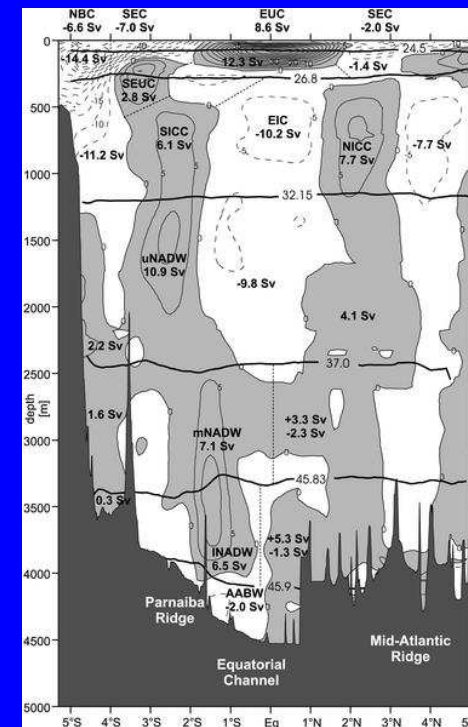 NBC SEC EUC SEC
-6.6 Sv -7.0 Sv 8.6 Sv -2.0 Sv
0
24.5
-14.4 Sv
12.3 Sv
-1.4 Sv
26.8
SEUC
2.8 Sv
500
EIC
-10.2 Sv
SICC
6.1 Sv
NICC
7.7 Sv
-7.7 Sv
-11.2 Sv
1000
32.15
1500
uNADW
10.9 Sv
-9.8 Sv
2000
4.1 Sv
2.2 Sv
37.0
2500
depth
[m]
1.6 Sv
+3.3 Sv
-2.3 Sv
3000
mNADW
7.1 Sv
45.83
0.3 Sv
3500
+5.3 Sv
-1.3 Sv
lNADW
6.5 Sv
4000
45.9
AABW
-2.0 Sv
Parnaiba
Ridge
4500
Equatorial
Channel
Mid-Atlantic
Ridge
5000
5°S 4°S 3°S 2°S 1°S Eq 1°N 2°N 3°N 4°N